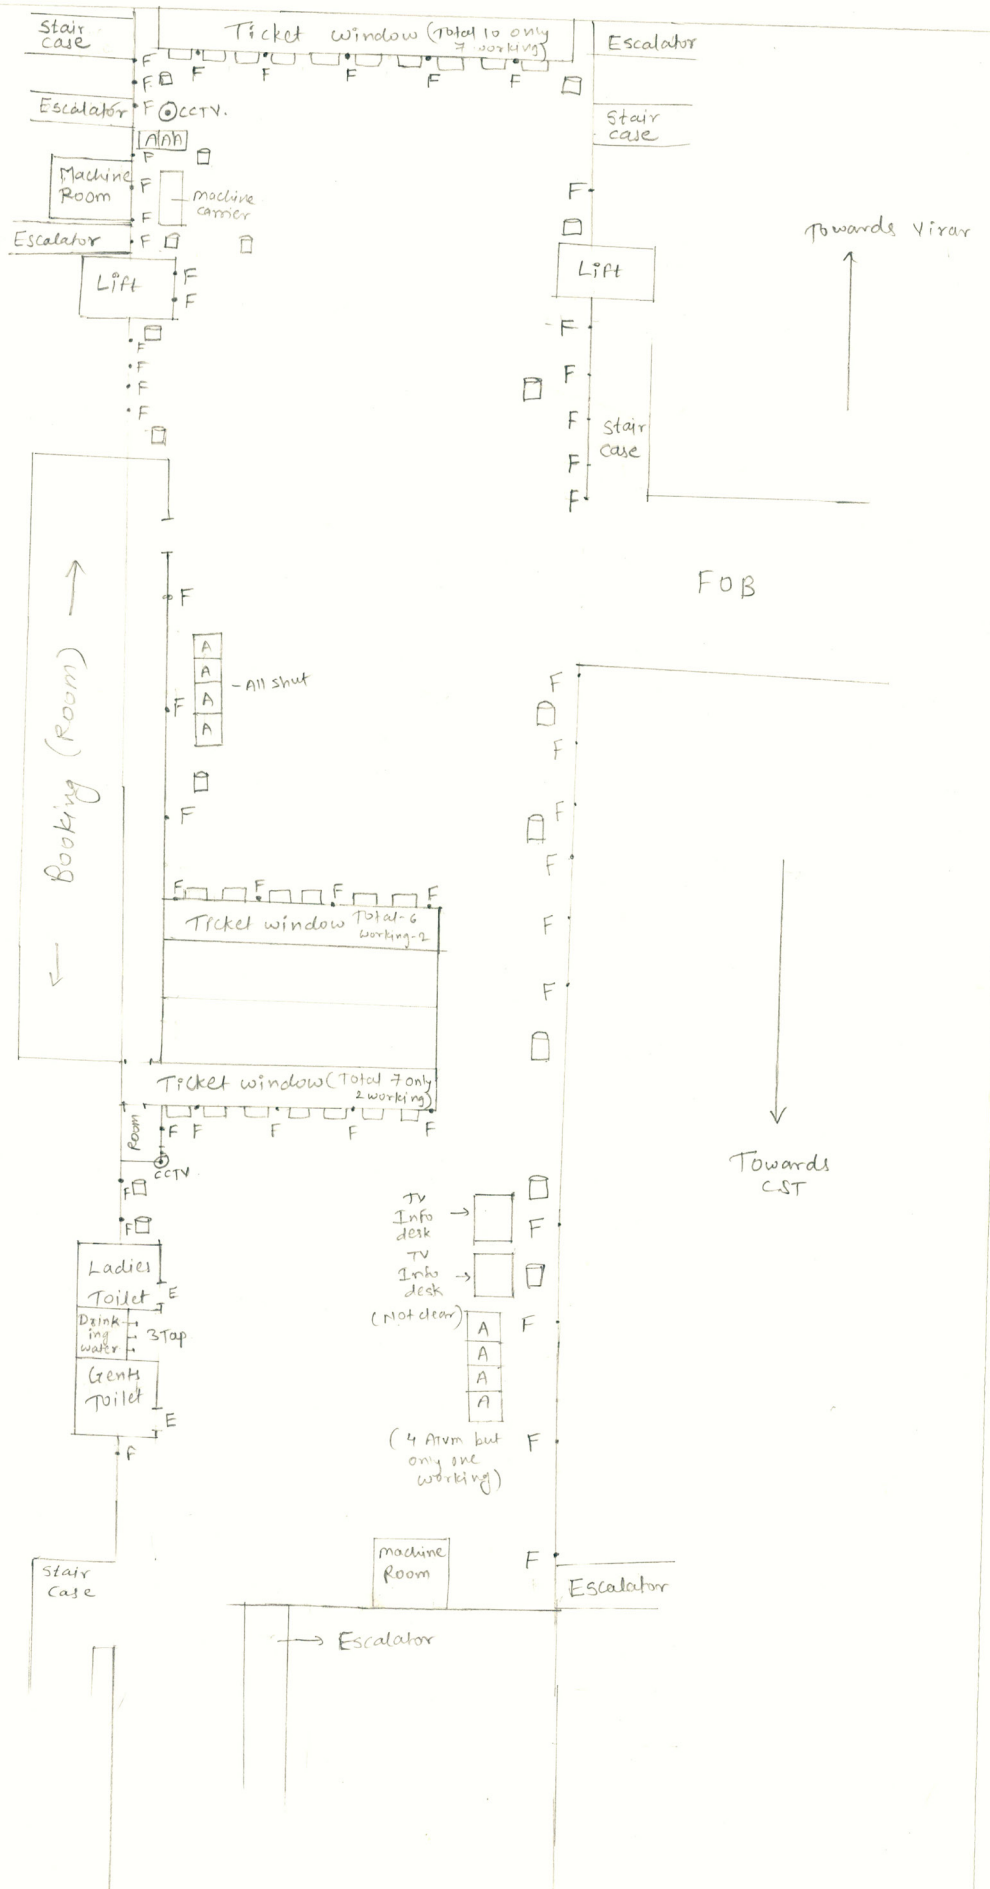 Stair
case
Ticket window (Total 10 only
7 working)
Escalator
F
F
F
F
F
F
F
Escalator
F
CCTV.
Stair
case
A A A
F
Machine
Room
F
machine
carrier
F
F
Escalator
F
Towards Virar
Lift
F
F
Lift
F
F
F
F
F
F
F
F
Stair
case
F
F
FOB
F
A
A
A
A
- All shut
F
F
F
F
F
F
F
F
Booking (Room)
F
F
F
F
Ticket window Total-6
working-2
F
F
Ticket window (Total 7 only
2 working)
Room
F
F
F
F
F
CCTV
Towards
CST
F
F
TV
Info
desk
F
TV
Info
desk
(Not clear)
Ladies
Toilet
E
Drink-
ing
water
3 Tap
Gents
Toilet
E
F
A
A
A
A
F
(4 ATVM but
only one
working)
F
F
Stair
case
machine
Room
F
Escalator
Escalator